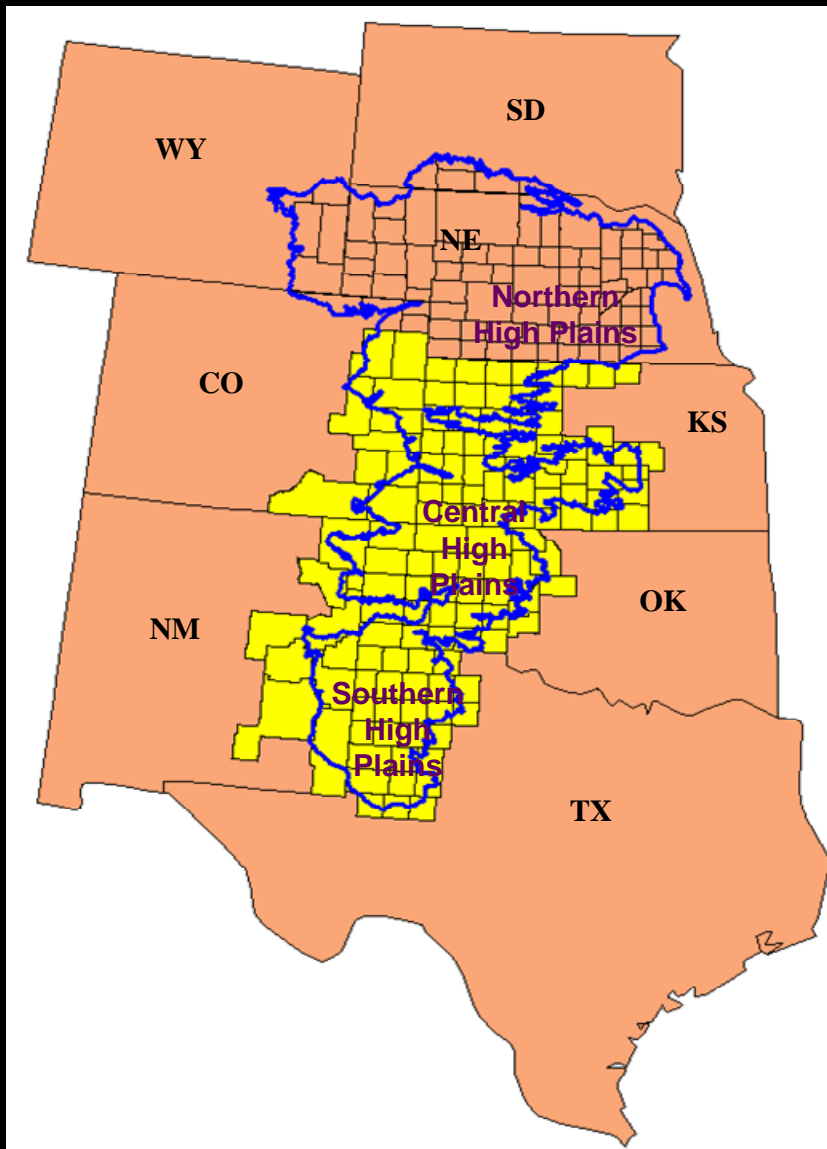 SD
WY
NE
Northern
High Plains
CO
KS
Central
High
Plains
OK
NM
Southern
High
Plains
TX